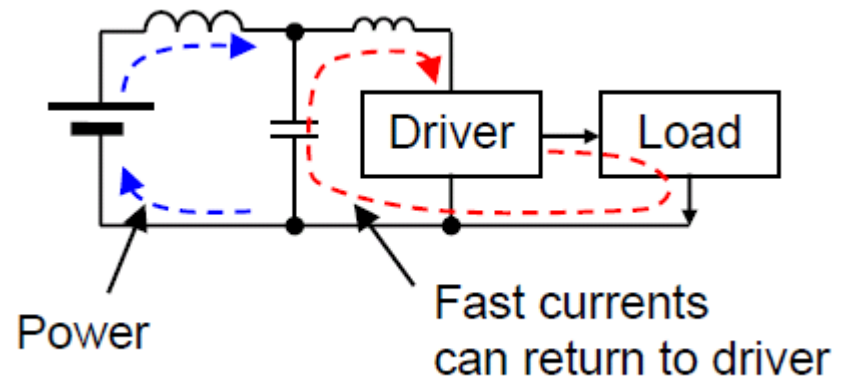 Driver
Load
Power
Fast currents
can return to driver